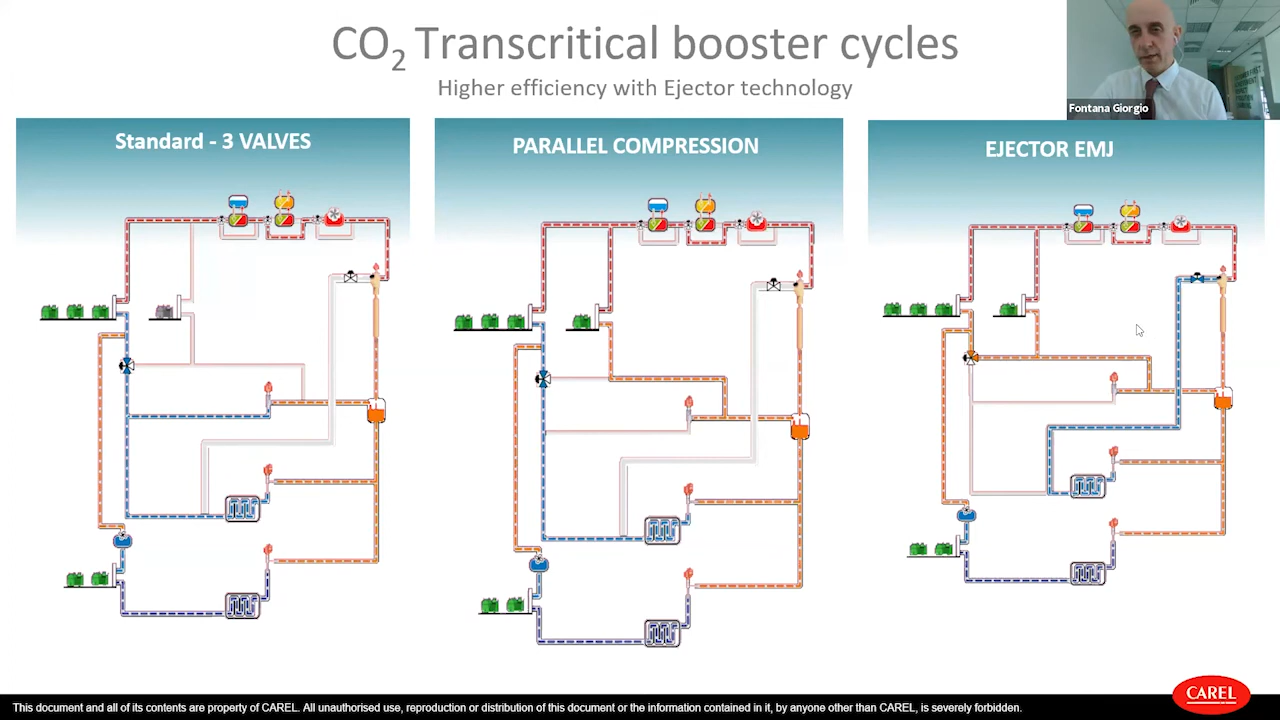 CO2 Transcritical booster cycles
Higher efficiency with Ejector technology
Fontana Giorgio
Standard - 3 VALVES
PARALLEL COMPRESSION
EJECTOR EMJ
CAREL
This document and all of its contents are property of CAREL. All unauthorised use, reproduction or distribution of this document or the information contained in it, by anyone other than CAREL, is severely forbidden.